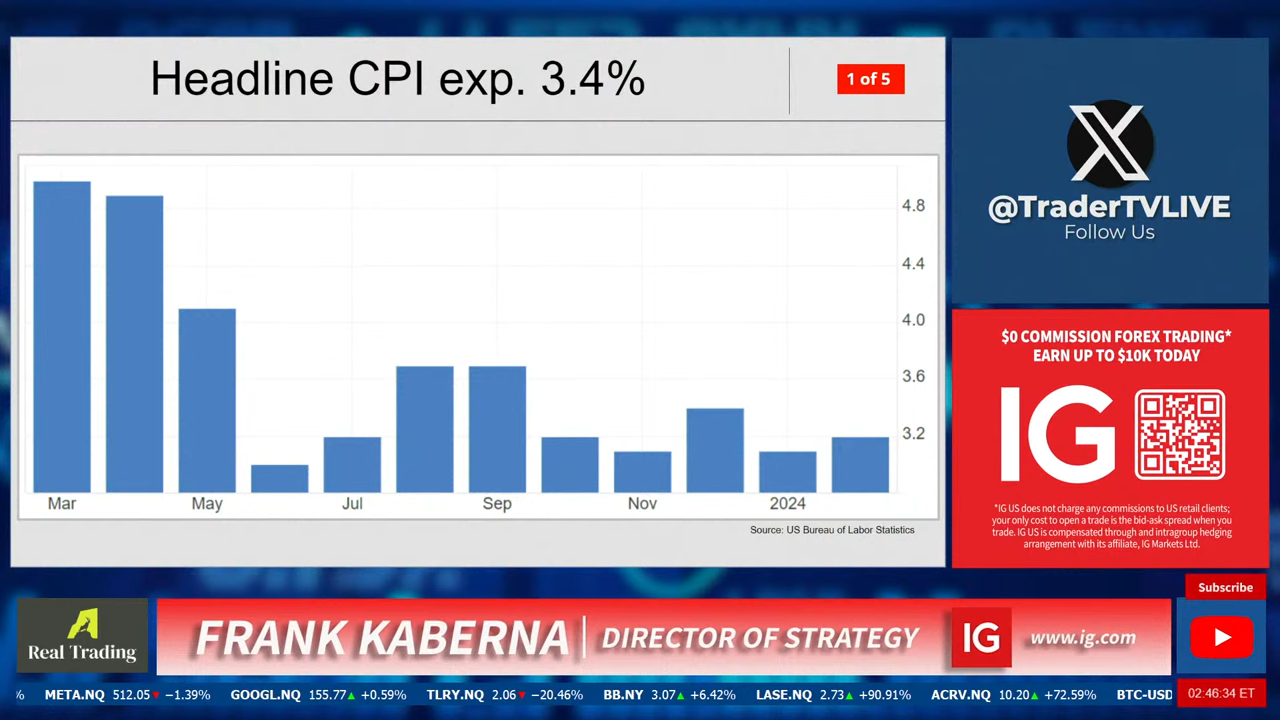 Headline CPI exp. 3.4%
1 of 5
4.8
4.4
4.0
3.6
3.2
Mar May Jul Sep Nov 2024
Source: US Bureau of Labor Statistics
X
@TraderTVLIVE
Follow Us
$0 COMMISSION FOREX TRADING*
EARN UP TO $10K TODAY
IG
*IG US does not charge any commissions to US retail clients;
your only cost to open a trade is the bid-ask spread when you
trade. IG US is compensated through and intragroup hedging
arrangement with its affiliate, IG Markets Ltd.
Subscribe
Real Trading
FRANK KABERNA DIRECTOR OF STRATEGY IG www.ig.com
% META.NQ 512.05 ▼ −1.39% GOOGL.NQ 155.77 ▲ +0.59% TLRY.NQ 2.06 ▼ −20.46% BB.NY 3.07 ▲ +6.42% LASE.NQ 2.73 ▲ +90.91% ACRV.NQ 10.20 ▲ +72.59% BTC-USD
02:46:34 ET